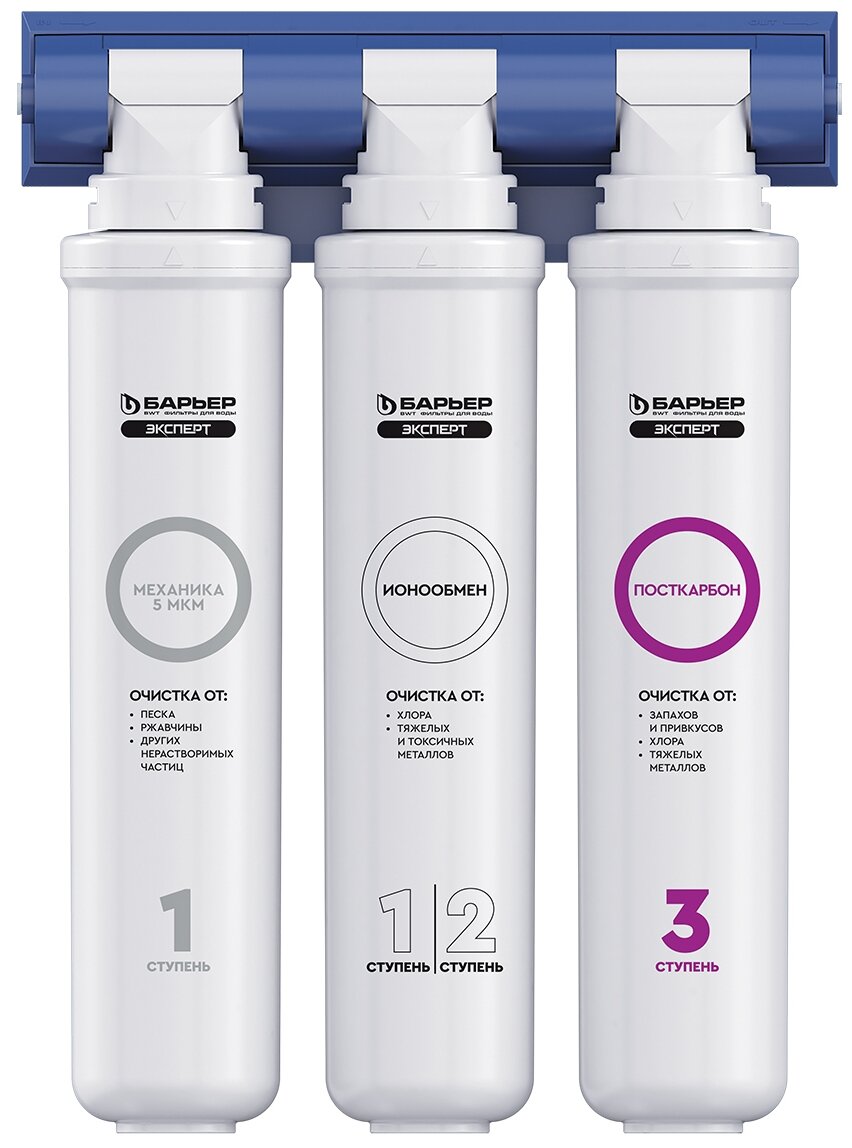 IN
OUT
БАРЬЕР
BWT ФИЛЬТРЫ ДЛЯ ВОДЫ
ЭКСПЕРТ
МЕХАНИКА
5 МКМ
ОЧИСТКА ОТ:
• ПЕСКА
• РЖАВЧИНЫ
• ДРУГИХ
НЕРАСТВОРИМЫХ
ЧАСТИЦ
1
СТУПЕНЬ
БАРЬЕР
BWT ФИЛЬТРЫ ДЛЯ ВОДЫ
ЭКСПЕРТ
ИОНООБМЕН
ОЧИСТКА ОТ:
• ХЛОРА
• ТЯЖЕЛЫХ
И ТОКСИЧНЫХ
МЕТАЛЛОВ
1|2
СТУПЕНЬ СТУПЕНЬ
БАРЬЕР
BWT ФИЛЬТРЫ ДЛЯ ВОДЫ
ЭКСПЕРТ
ПОСТКАРБОН
ОЧИСТКА ОТ:
• ЗАПАХОВ
И ПРИВКУСОВ
• ХЛОРА
• ТЯЖЕЛЫХ
МЕТАЛЛОВ
3
СТУПЕНЬ